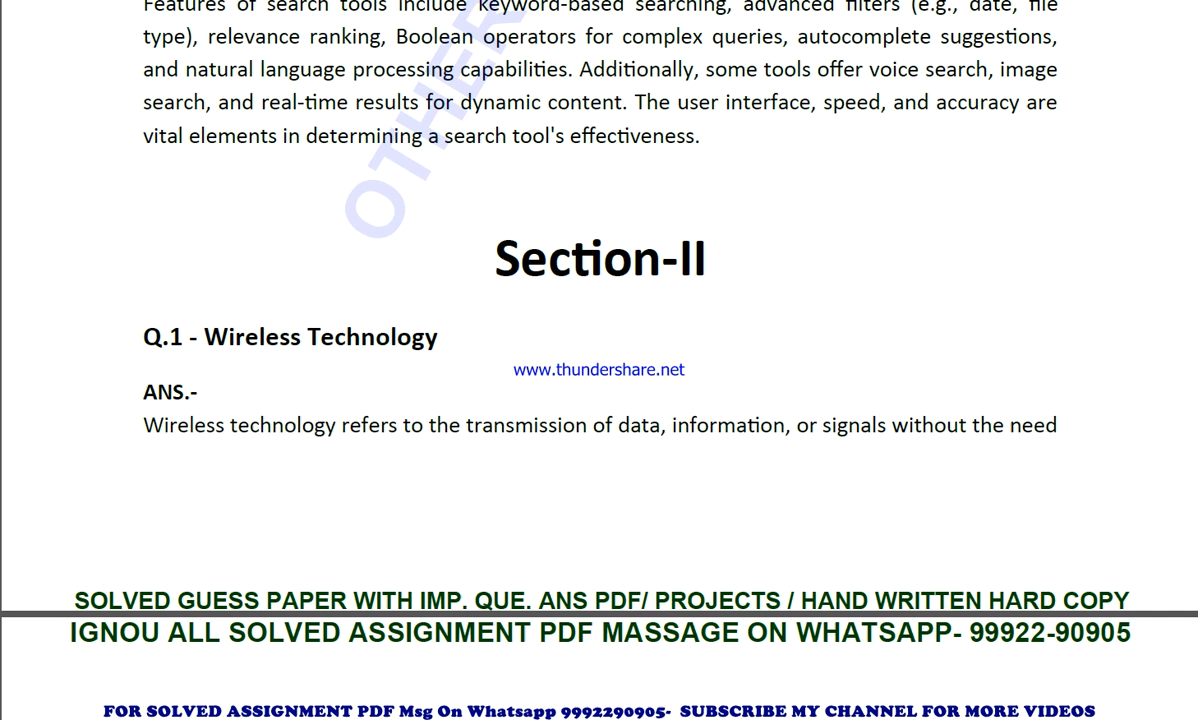 Features of search tools include keyword-based searching, advanced filters (e.g., date, file
type), relevance ranking, Boolean operators for complex queries, autocomplete suggestions,
and natural language processing capabilities. Additionally, some tools offer voice search, image
search, and real-time results for dynamic content. The user interface, speed, and accuracy are
vital elements in determining a search tool's effectiveness.
OTHER
Section-II
Q.1 - Wireless Technology
www.thundershare.net
ANS.-
Wireless technology refers to the transmission of data, information, or signals without the need
SOLVED GUESS PAPER WITH IMP. QUE. ANS PDF/ PROJECTS / HAND WRITTEN HARD COPY
IGNOU ALL SOLVED ASSIGNMENT PDF MASSAGE ON WHATSAPP- 99922-90905
FOR SOLVED ASSIGNMENT PDF Msg On Whatsapp 9992290905- SUBSCRIBE MY CHANNEL FOR MORE VIDEOS